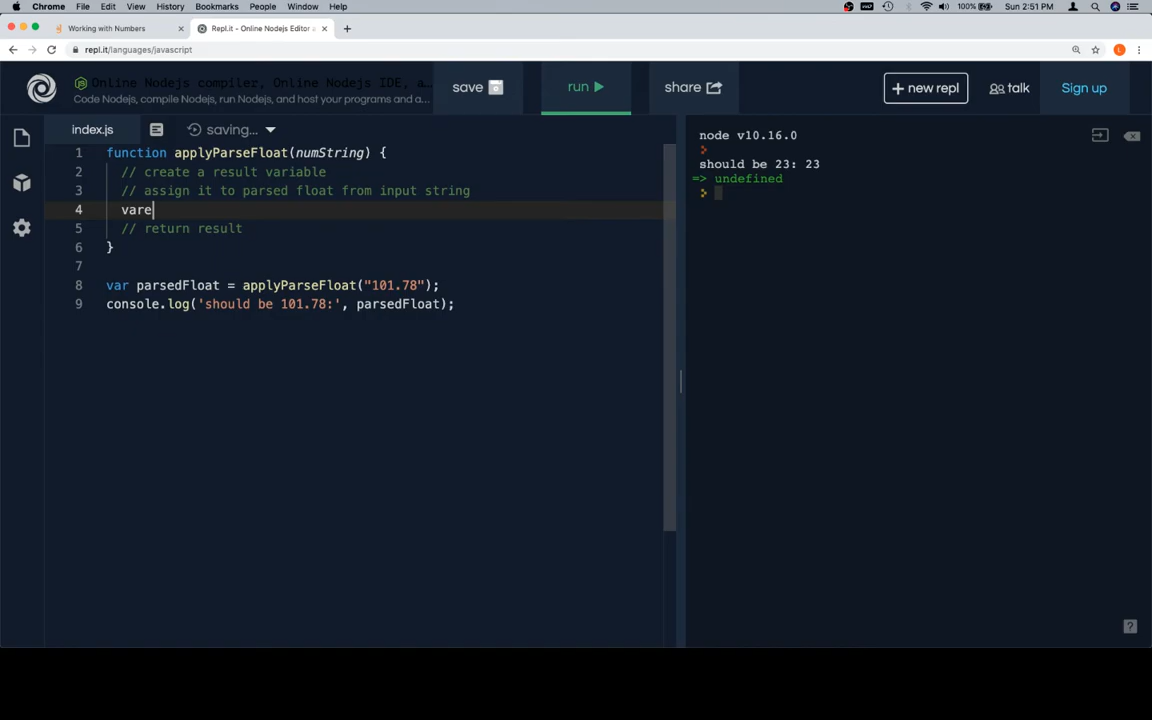 Chrome File Edit View History Bookmarks People Window Help 100% Sun 2:51 PM
Working with Numbers
Repl.it - Online Nodejs Editor a
repl.it/languages/javascript
L
Online Nodejs compiler, Online Nodejs IDE, a...
Code Nodejs, compile Nodejs, run Nodejs, and host your programs and a...
save
run
share
+ new repl
talk
Sign up
index.js
saving...
1 function applyParseFloat(numString) {
2 // create a result variable
3 // assign it to parsed float from input string
4 vare
5 // return result
6 }
7
8 var parsedFloat = applyParseFloat("101.78");
9 console.log('should be 101.78:', parsedFloat);
node v10.16.0
should be 23: 23
=> undefined
?